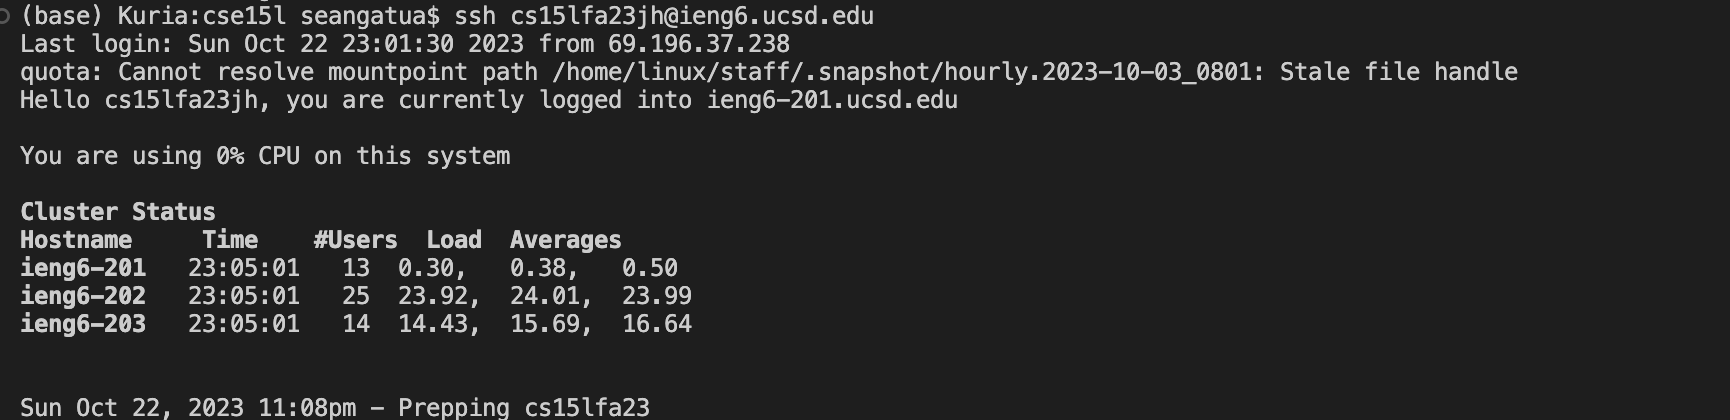 (base) Kuria:cse15l seangatua$ ssh cs15lfa23jh@ieng6.ucsd.edu
Last login: Sun Oct 22 23:01:30 2023 from 69.196.37.238
quota: Cannot resolve mountpoint path /home/linux/staff/.snapshot/hourly.2023-10-03_0801: Stale file handle
Hello cs15lfa23jh, you are currently logged into ieng6-201.ucsd.edu
You are using 0% CPU on this system
Cluster Status
Hostname     Time    #Users  Load  Averages
ieng6-201   23:05:01   13  0.30,   0.38,   0.50
ieng6-202   23:05:01   25  23.92,  24.01,  23.99
ieng6-203   23:05:01   14  14.43,  15.69,  16.64
Sun Oct 22, 2023 11:08pm - Prepping cs15lfa23